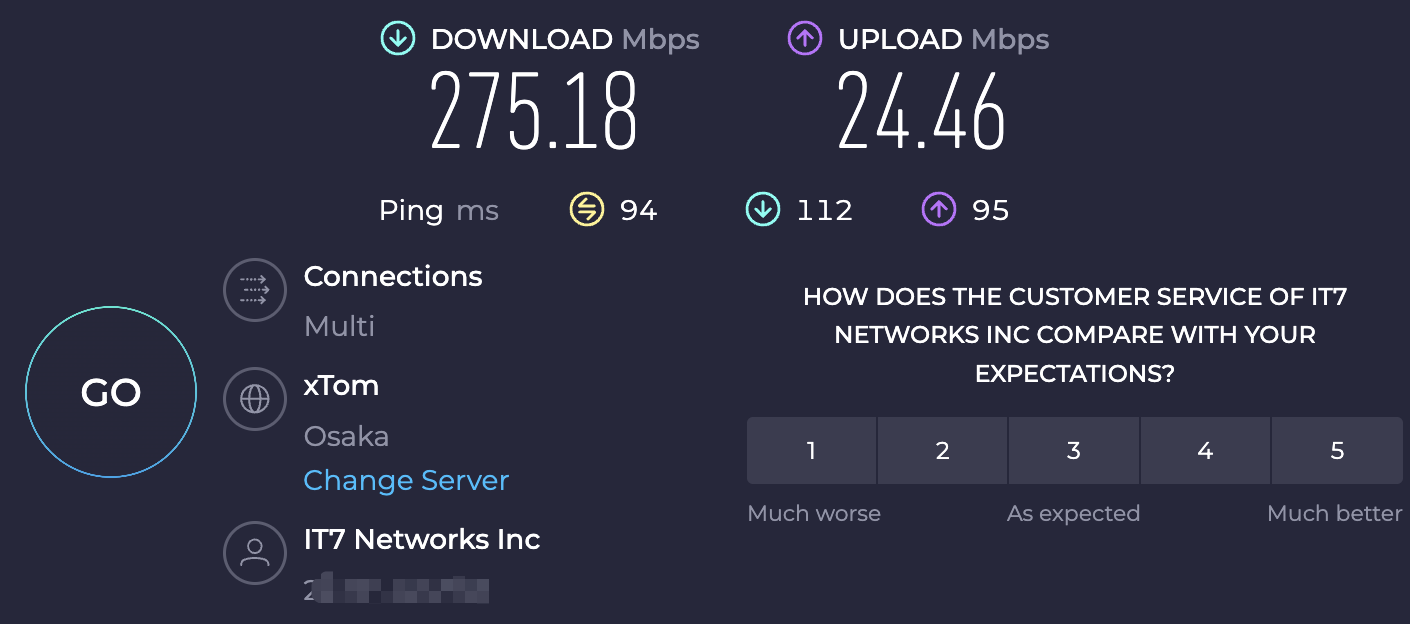 DOWNLOAD Mbps
275.18
UPLOAD Mbps
24.46
Ping ms 94 112 95
GO
Connections
Multi
xTom
Osaka
Change Server
IT7 Networks Inc
HOW DOES THE CUSTOMER SERVICE OF IT7
NETWORKS INC COMPARE WITH YOUR
EXPECTATIONS?
1 2 3 4 5
Much worse As expected Much better